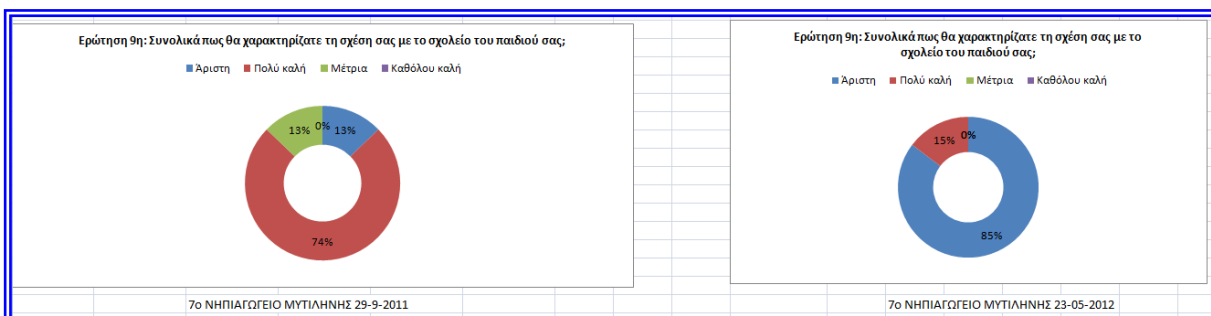 Ερώτηση 9η: Συνολικά πως θα χαρακτηρίζατε τη σχέση σας με το σχολείο του παιδιού σας;
Άριστη Πολύ καλή Μέτρια Καθόλου καλή
13% 0% 13%
74%
7ο ΝΗΠΙΑΓΩΓΕΙΟ ΜΥΤΙΛΗΝΗΣ 29-9-2011
Ερώτηση 9η: Συνολικά πως θα χαρακτηρίζατε τη σχέση σας με το
σχολείο του παιδιού σας;
Άριστη Πολύ καλή Μέτρια Καθόλου καλή
15% 0%
85%
7ο ΝΗΠΙΑΓΩΓΕΙΟ ΜΥΤΙΛΗΝΗΣ 23-05-2012